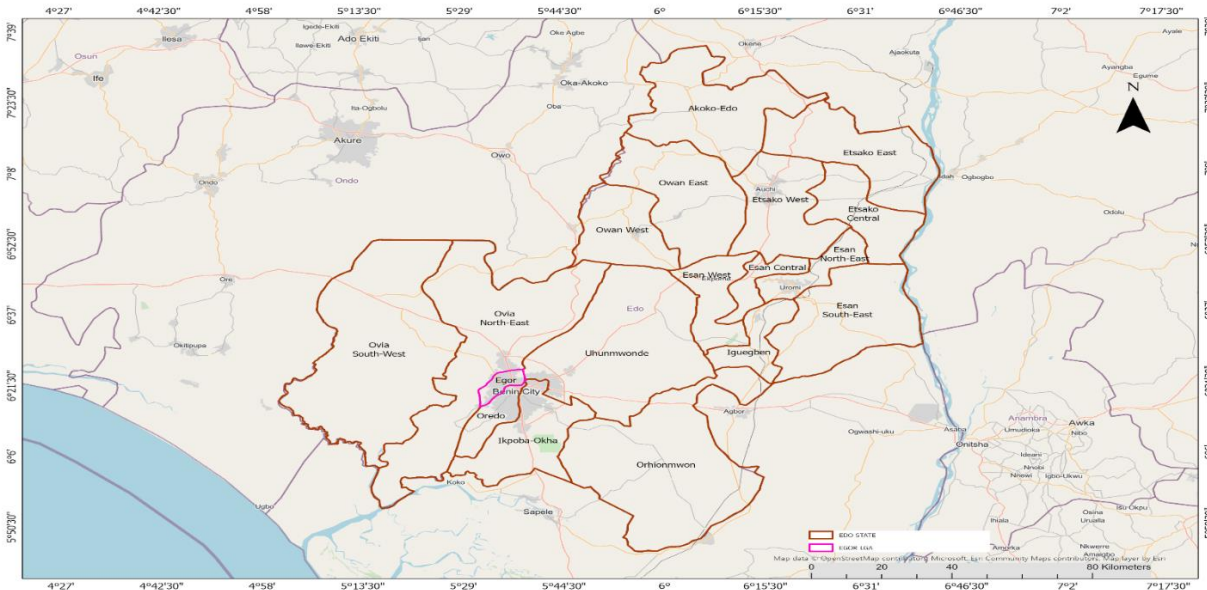 4°27' 4°42'30" 4°58' 5°13'30" 5°29' 5°44'30" 6° 6°15'30" 6°31' 6°46'30" 7°2' 7°17'30"
7°39'
7°23'30"
7°8'
6°52'30"
6°37'
6°21'30"
6°6'
5°50'30"
Igede-Ekiti
Ilesa
Ilawe-Ekiti
Ado Ekiti
Ijan
Oke Agbe
Okene
Ajaokuta
Ayale
Osun
Ife
Oka-Akoko
Ayangba
Egume
N
Ita-Ogbolu
Oba
Akoko-Edo
Akure
Owo
Etsako East
Ondo
Ondo
Owan East
Auchi
Etsako West
Ogbogbo
Etsako
Central
Odolu
Owan West
Esan
North-East
Esan West
Esan Central
Ore
Uromi
Ovia
North-East
Edo
Esan
South-East
Okitipupa
Ovia
South-West
Uhunmwonde
Iguegben
Egor
Benin City
Oredo
Agbor
Ikpoba-Okha
Ogwashi-uku
Asaba
Onitsha
Anambra
Umudioka
Awka
Nibo
Ideani
Nnobi
Nnewi
Igbo-Ukwu
Orhionmwon
Koko
Ugbo
Sapele
Osina
Isu Okpu
Ihiala
Urualla
Amorka
Nkwerre
Amaigbo
EDO STATE
EGOR LGA
Map data © OpenStreetMap contributors, Microsoft, Esri Community Maps contributors, Map layer by Esri
0 20 40 80 Kilometers
4°27' 4°42'30" 4°58' 5°13'30" 5°29' 5°44'30" 6° 6°15'30" 6°31' 6°46'30" 7°2' 7°17'30"